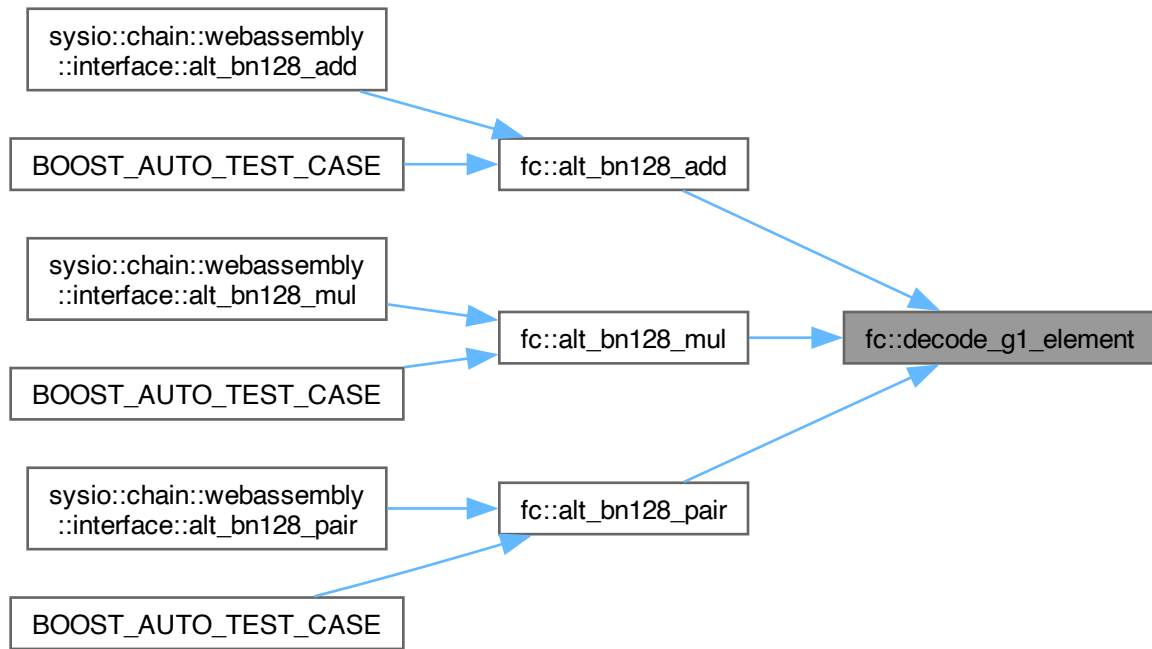 sysio::chain::webassembly
::interface::alt_bn128_add
BOOST_AUTO_TEST_CASE
fc::alt_bn128_add
sysio::chain::webassembly
::interface::alt_bn128_mul
BOOST_AUTO_TEST_CASE
fc::alt_bn128_mul
fc::decode_g1_element
sysio::chain::webassembly
::interface::alt_bn128_pair
BOOST_AUTO_TEST_CASE
fc::alt_bn128_pair